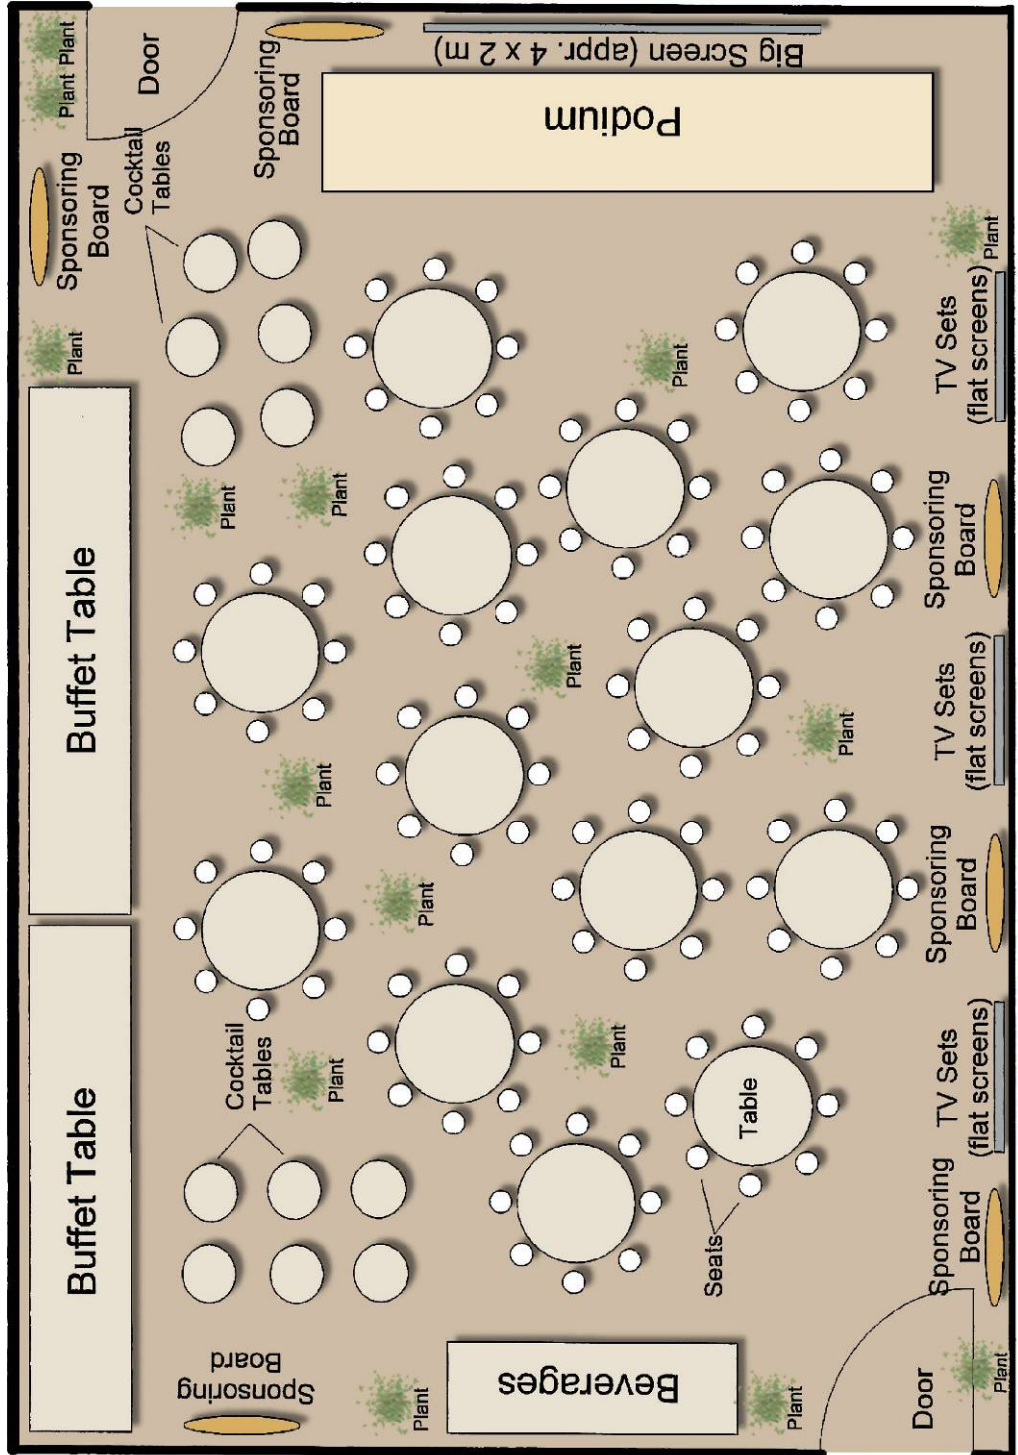 Plant
Plant
Plant
Plant
Door
Sponsoring
Board
Big Screen (appr. 4 x 2 m)
Podium
Sponsoring
Board
Cocktail
Tables
Plant
Plant
TV Sets
(flat screens)
Plant
Buffet Table
Plant
Plant
Sponsoring
Board
Plant
TV Sets
(flat screens)
Plant
Plant
Plant
Sponsoring
Board
Buffet Table
Cocktail
Tables
Plant
Plant
Table
TV Sets
(flat screens)
Seats
Sponsoring
Board
Sponsoring
Board
Plant
Beverages
Plant
Door
Plant